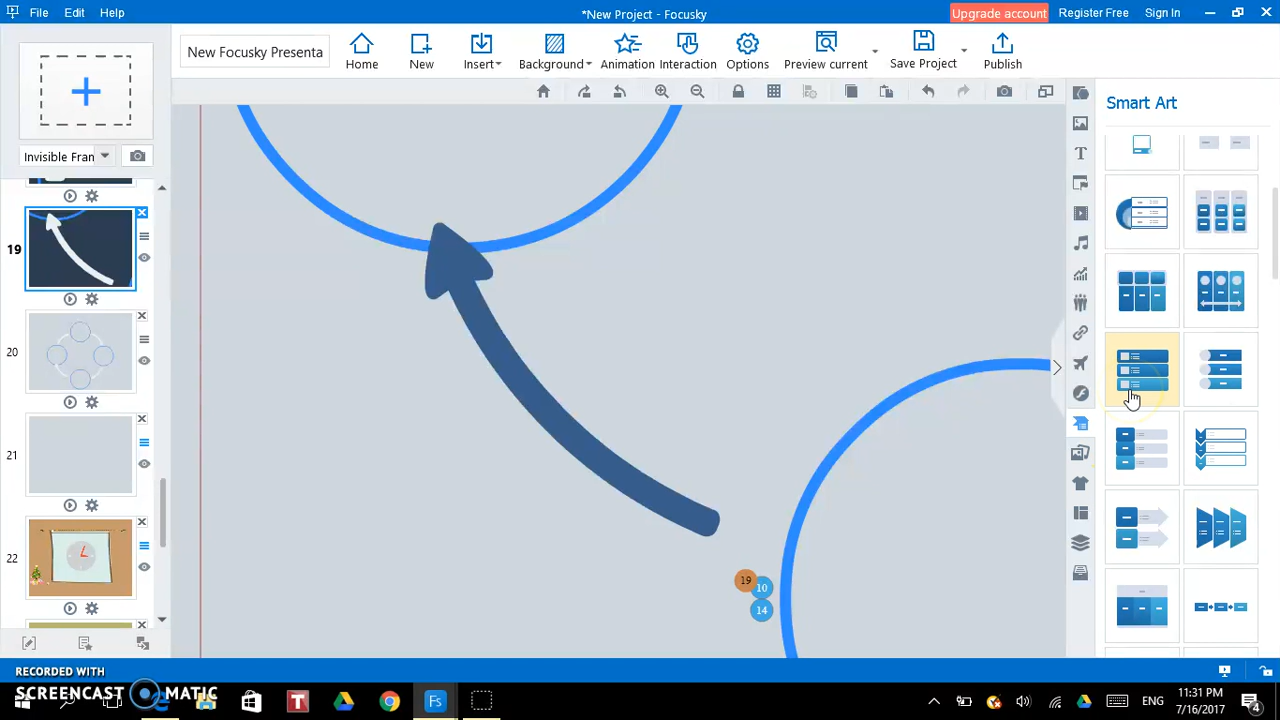 File Edit Help
*New Project - Focusky
Upgrade account Register Free Sign In
New Focusky Presenta
Home New Insert Background Animation Interaction Options Preview current Save Project Publish
Invisible Fran
Smart Art
19
20
21
22
19
10
14
RECORDED WITH
SCREENCAST MATIC
T
Fs
ENG
11:31 PM
7/16/2017
4